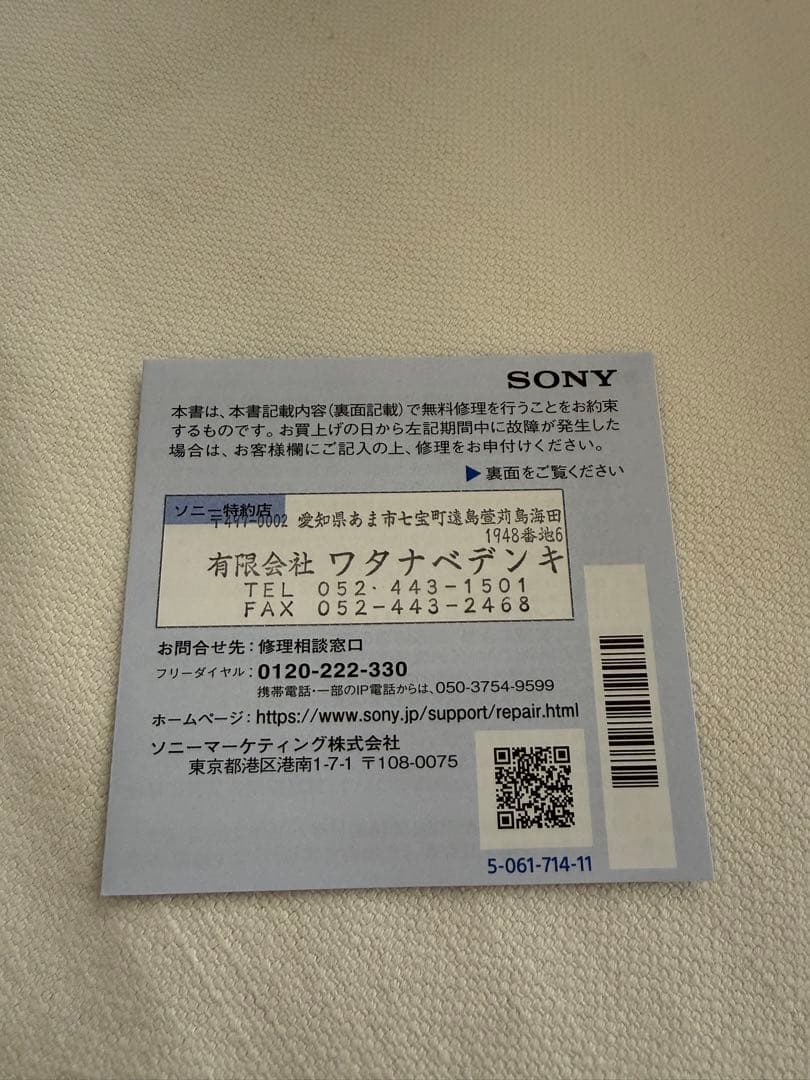 SONY
本書は、本書記載内容(裏面記載)で無料修理を行うことをお約束
するものです。お買上げの日から左記期間中に故障が発生した
場合は、お客様欄にご記入の上、修理をお申付けください。
▶裏面をご覧ください
ソニー特約店
〒497-0002 愛知県あま市七宝町遠島萱苅島海田
1948番地6
有限会社 ワタナベデンキ
TEL 052-443-1501
FAX 052-443-2468
お問合せ先:修理相談窓口
フリーダイヤル:0120-222-330
携帯電話・一部のIP電話からは、050-3754-9599
ホームページ:https://www.sony.jp/support/repair.html
ソニーマーケティング株式会社
東京都港区港南1-7-1 〒108-0075
5-061-714-11